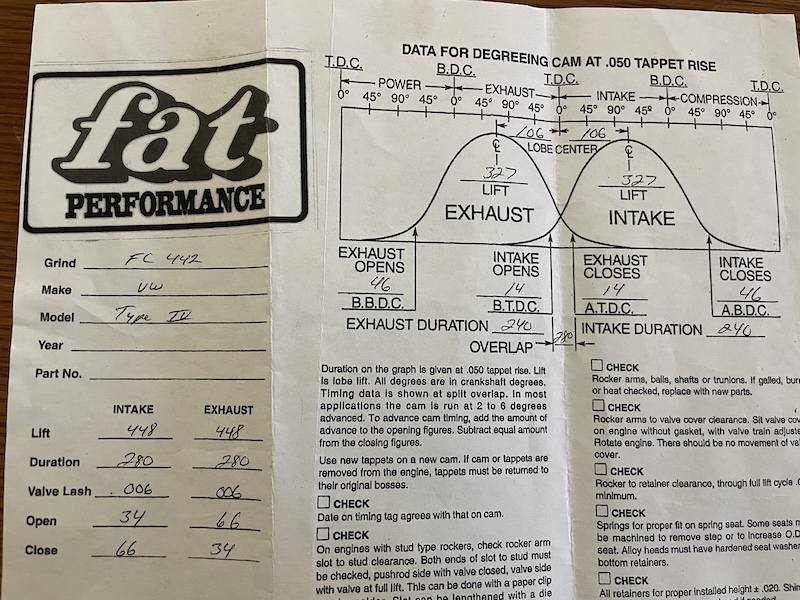 fat
PERFORMANCE
Grind FC 442
Make VW
Model Type IV
Year
Part No.
INTAKE EXHAUST
Lift 448 448
Duration 280 280
Valve Lash .006 006
Open 34 66
Close 66 34
DATA FOR DEGREEING CAM AT .050 TAPPET RISE
T.D.C. B.D.C. T.D.C. B.D.C. T.D.C.
POWER EXHAUST INTAKE COMPRESSION
0° 45° 90° 45° 0° 45° 90° 45° 0° 45° 90° 45° 0° 45° 90° 45° 0°
106 106
LOBE CENTER
℄ ℄
327 327
LIFT LIFT
EXHAUST INTAKE
EXHAUST OPENS 46 B.B.D.C.
INTAKE OPENS 14 B.T.D.C.
EXHAUST CLOSES 14 A.T.D.C.
INTAKE CLOSES 46 A.B.D.C.
EXHAUST DURATION 240 INTAKE DURATION 240
OVERLAP 280
Duration on the graph is given at .050 tappet rise. Lift
is lobe lift. All degrees are in crankshaft degrees.
Timing data is shown at split overlap. In most
applications the cam is run at 2 to 6 degrees
advanced. To advance cam timing, add the amount of
advance to the opening figures. Subtract equal amount
from the closing figures.
Use new tappets on a new cam. If cam or tappets are
removed from the engine, tappets must be returned to
their original bosses.
CHECK
Date on timing tag agrees with that on cam.
CHECK
On engines with stud type rockers, check rocker arm
slot to stud clearance. Both ends of slot to stud must
be checked, pushrod side with valve closed, valve side
with valve at full lift. This can be done with a paper clip
Slot can be lengthened with a die
CHECK
Rocker arms, balls, shafts or trunions. If galled,
or heat checked, replace with new parts.
CHECK
Rocker arms to valve cover clearance. Sit valve
on engine without gasket, with valve train
Rotate engine. There should be no movement of
cover.
CHECK
Rocker to retainer clearance, through full lift cycle
minimum.
CHECK
Springs for proper fit on spring seat. Some seats
be machined to remove step or to increase O.D.
seat. Alloy heads must have hardened seat
bottom retainers.
CHECK
All retainers for proper installed height ± .020.